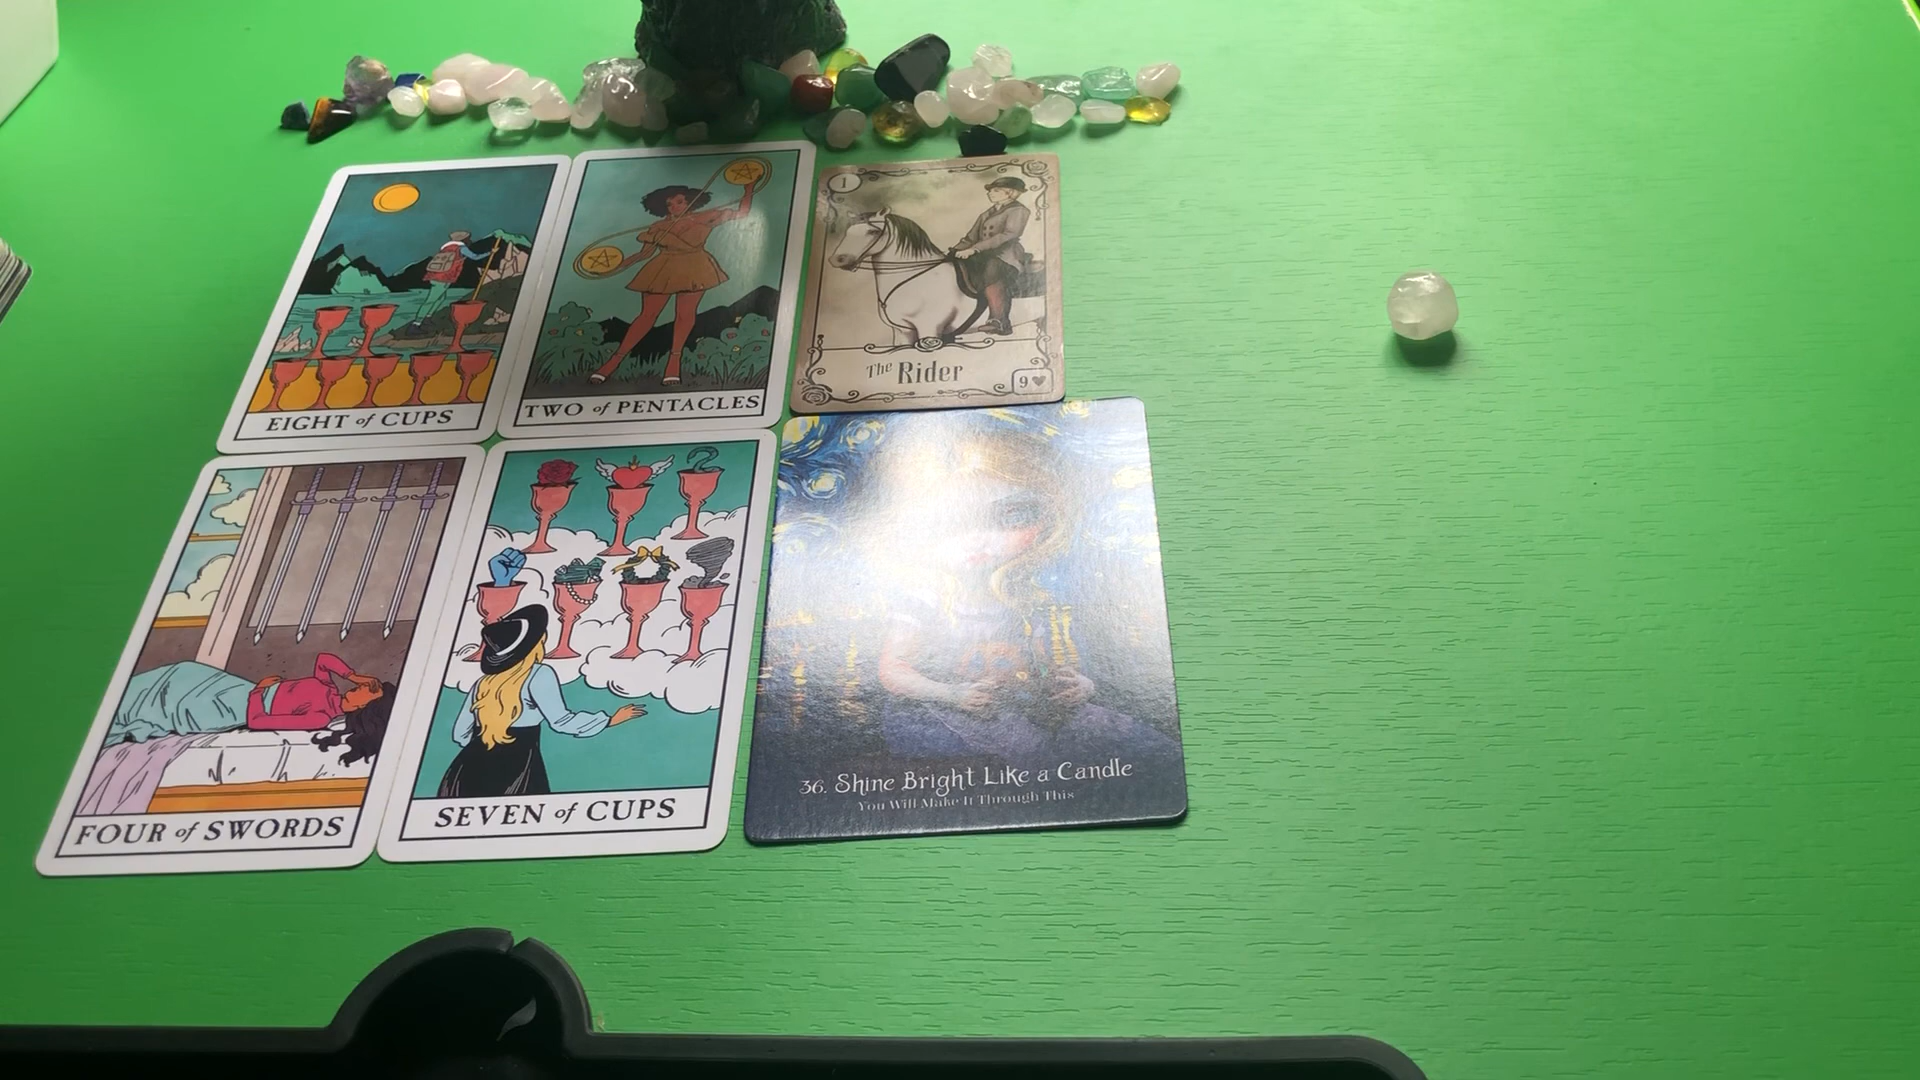 EIGHT of CUPS
TWO of PENTACLES
1
The Rider
9
FOUR of SWORDS
SEVEN of CUPS
36. Shine Bright Like a Candle
You Will Make It Through This